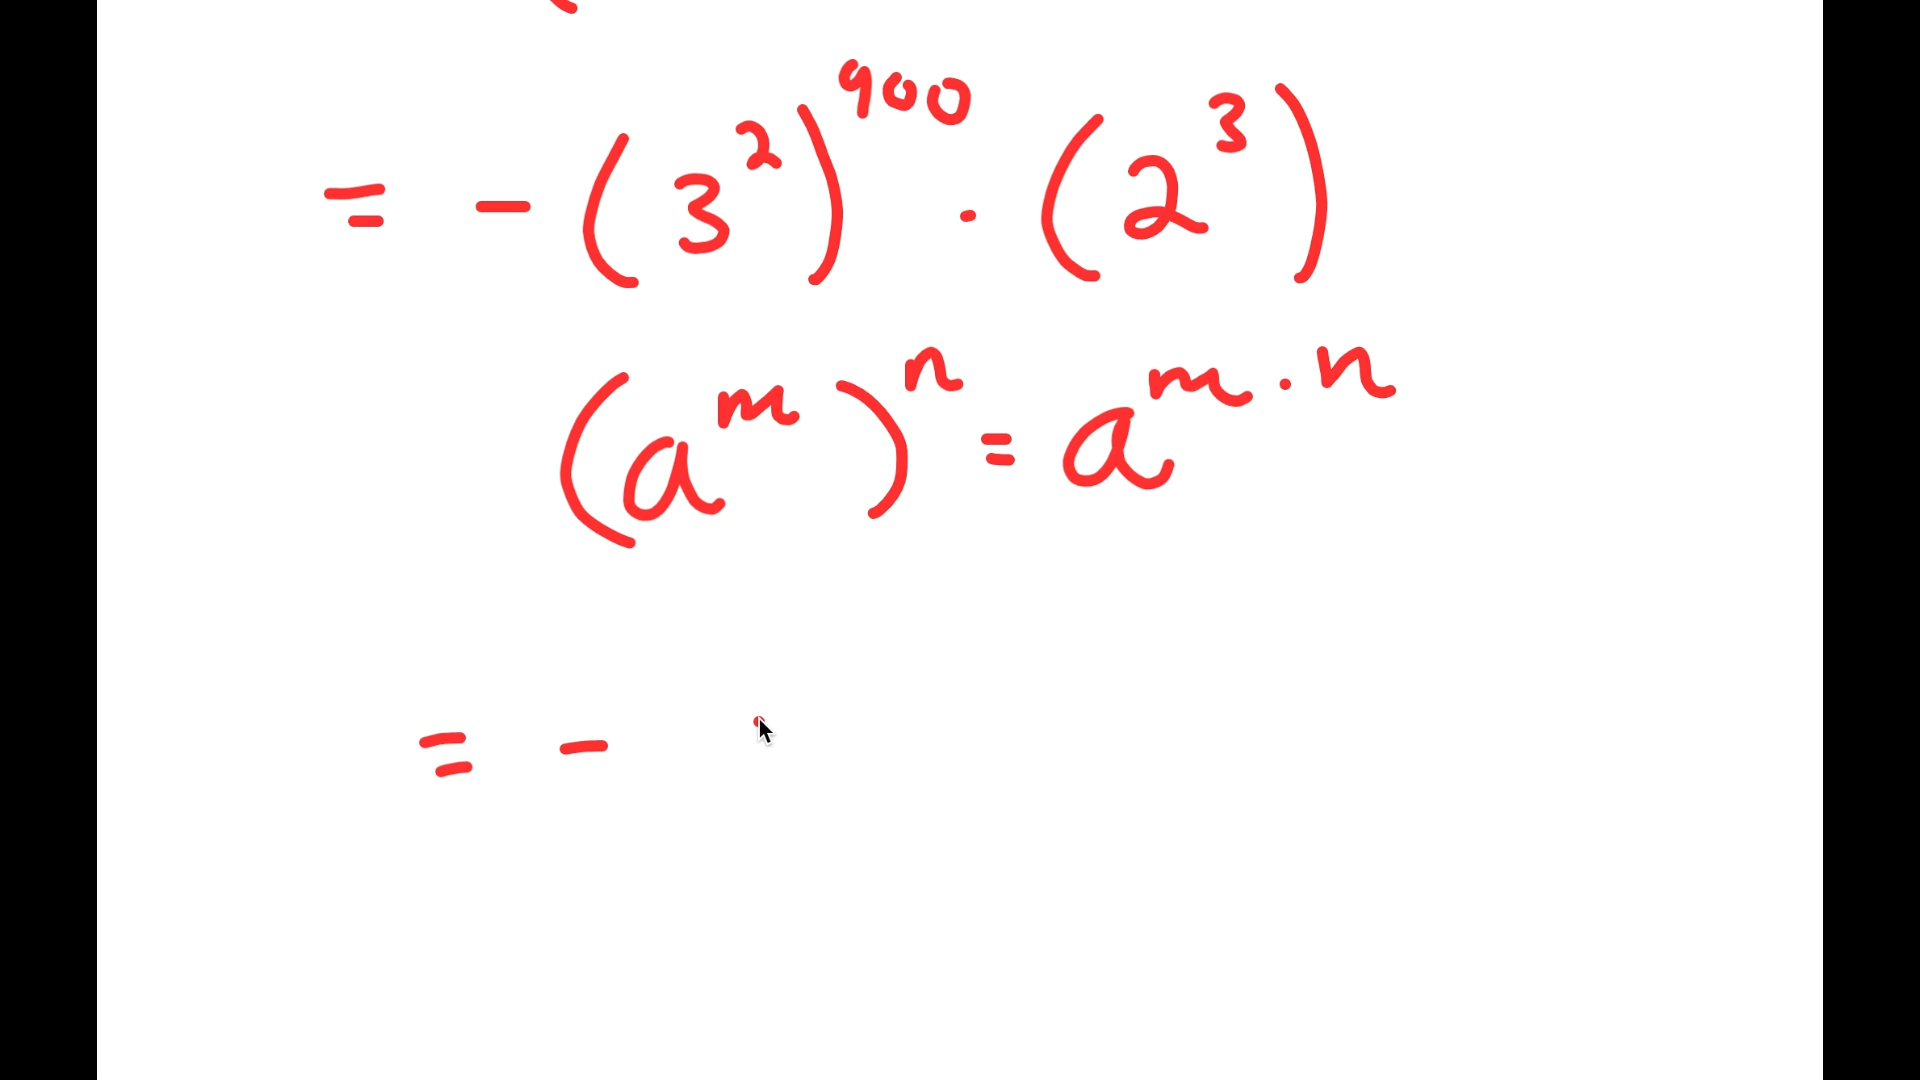 = - (3²)⁹⁰⁰ · (2³)
(aᵐ)ⁿ = aᵐ·ⁿ
= -